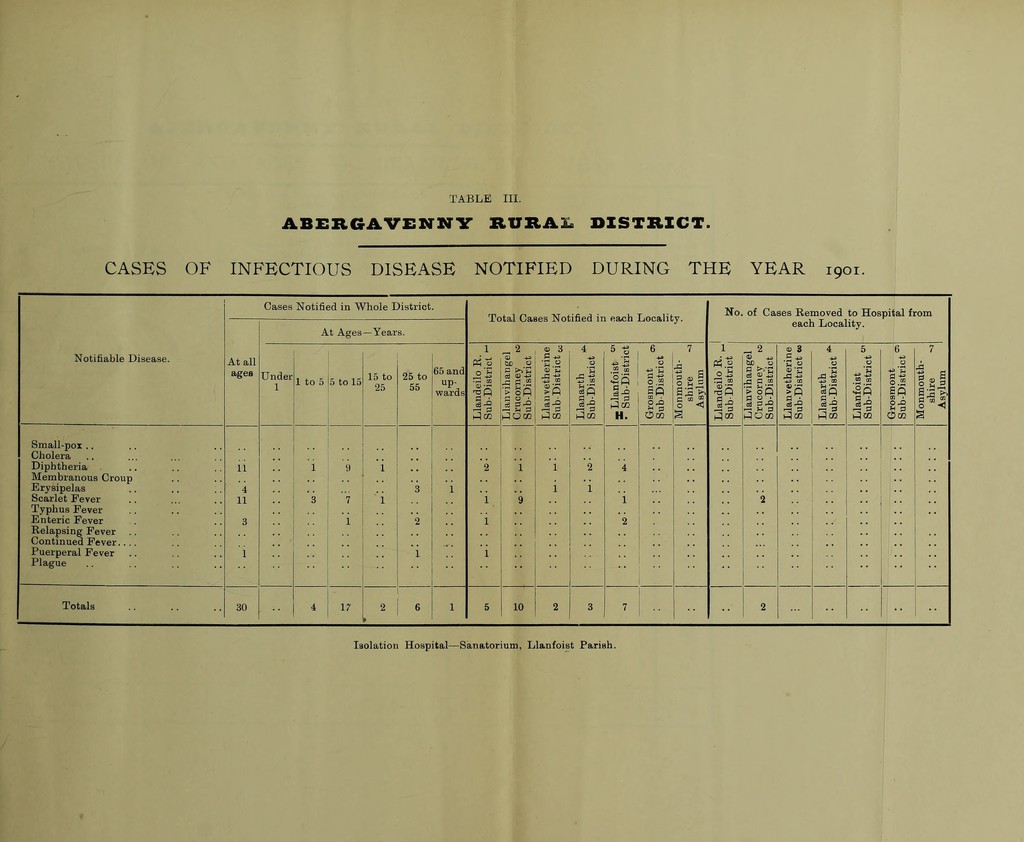 TABLE III.
ABERGAVENNY RURAL DISTRICT.
CASES OF INFECTIOUS DISEASE NOTIFIED DURING THE YEAR 1901.
Notifiable Disease.
Cases Notified in Whole District.
At all ages
At Ages—Years.
Under 1
1 to 5
5 to 15
15 to 25
25 to 55
65 and upwards
Total Cases Notified in each Locality.
1 Llandeilo R. Sub-District
2 Llanvihangel Crucorney Sub-District
3 Llanvetherine Sub-District
4 Llanarth Sub-District
5 Llanfoist Sub-District H.
6 Grosmont Sub-District
7 Monmouth-shire Asylum
No. of Cases Removed to Hospital from each Locality.
1 Llandeilo R. Sub-District
2 Llanvihangel Crucorney Sub-District
3 Llanvetherine Sub-District
4 Llanarth Sub-District
5 Llanfoist Sub-District
6 Grosmont Sub-District
7 Monmouth-shire Asylum
Small-pox .. .. .. .. .. .. .. .. .. .. .. .. .. .. .. .. .. .. .. .. .. .. .. ..
Cholera .. ... ... .. .. .. .. .. .. .. .. .. .. .. .. .. .. .. .. .. .. .. .. .. ..
Diphtheria .. .. .. 11 .. 1 9 1 .. .. 2 1 1 2 4 .. .. .. .. .. .. .. .. ..
Membranous Croup .. .. .. .. .. .. .. .. .. .. .. .. .. .. .. .. .. .. .. .. .. .. ..
Erysipelas .. .. .. 4 .. .. ... .. 3 1 .. .. 1 1 .. ... .. .. .. .. .. .. .. ..
Scarlet Fever .. ... .. 11 .. 3 7 1 .. .. 1 9 .. .. 1 .. .. .. 2 .. .. .. .. ..
Typhus Fever .. .. .. .. .. .. .. .. .. .. .. .. .. .. .. .. .. .. .. .. .. .. .. ..
Enteric Fever .. .. .. 3 .. .. 1 .. 2 .. 1 .. .. .. 2 . .. .. .. .. .. .. .. ..
Relapsing Fever .. .. .. .. .. .. .. .. .. .. .. .. .. .. .. .. .. .. .. .. .. .. .. ..
Continued Fever.... .. .. .. .. .. .. .. .. ... .. .. .. .. .. .. .. .. ... .. .. .. .. ..
Puerperal Fever .. .. .. 1 .. .. .. .. 1 .. 1 .. .. .. .. .. .. .. .. .. .. .. .. ..
Plague .. .. .. .. .. .. .. .. .. .. .. .. .. .. .. .. .. .. .. .. .. .. .. .. ..
Totals .. .. .. 30 .. 4 17 2 6 1 5 10 2 3 7 .. .. .. 2 ... .. .. .. ..
Isolation Hospital—Sanatorium, Llanfoist Parish.